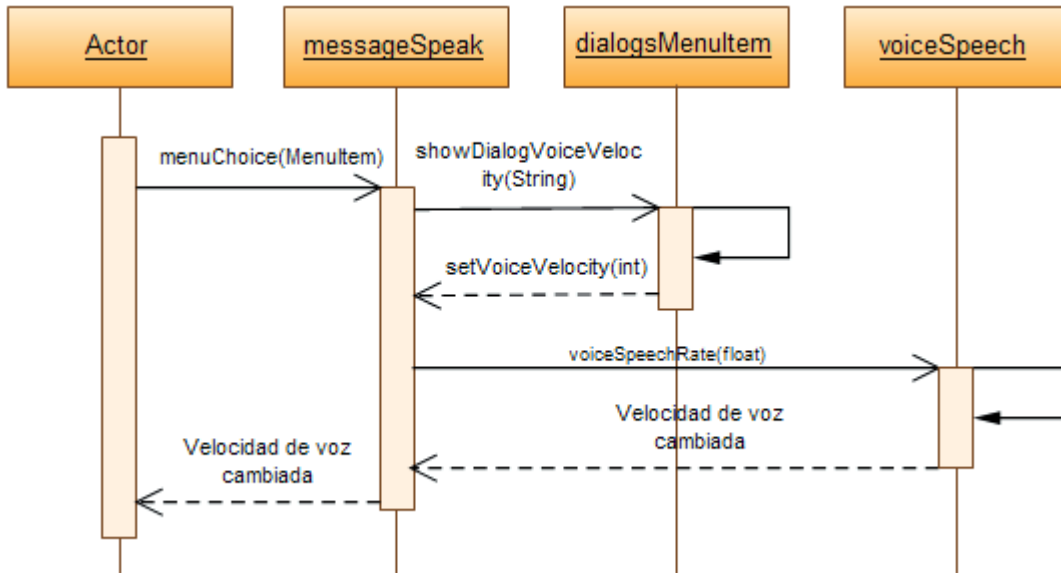 Actor
messageSpeak
dialogsMenuItem
voiceSpeech
menuChoice(MenuItem)
showDialogVoiceVeloc
ity(String)
setVoiceVelocity(int)
voiceSpeechRate(float)
Velocidad de voz
cambiada
Velocidad de voz
cambiada